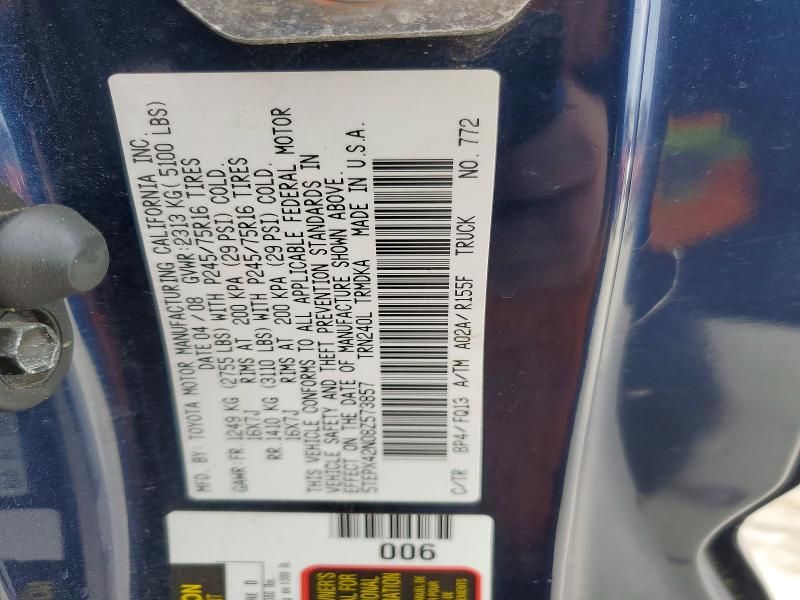 MFD. BY: TOYOTA MOTOR MANUFACTURING CALIFORNIA INC.
DATE 04 / 08 GVWR: 2313 KG ( 5100 LBS)
GAWR FR. 1249 KG (2755 LBS) WITH P245/75R16 TIRES
16X7J RIMS AT 200 KPA (29 PSI) COLD.
RR. 1410 KG (3110 LBS) WITH P245/75R16 TIRES
16X7J RIMS AT 200 KPA (29 PSI) COLD.
THIS VEHICLE CONFORMS TO ALL APPLICABLE FEDERAL MOTOR
VEHICLE SAFETY AND THEFT PREVENTION STANDARDS IN
EFFECT ON THE DATE OF MANUFACTURE SHOWN ABOVE.
5TEPX42N08Z573857 TRN240L TRMDKA MADE IN U.S.A.
C/TR 8P4/ FQ13 A/TM A02A/ R155F TRUCK NO. 772
006